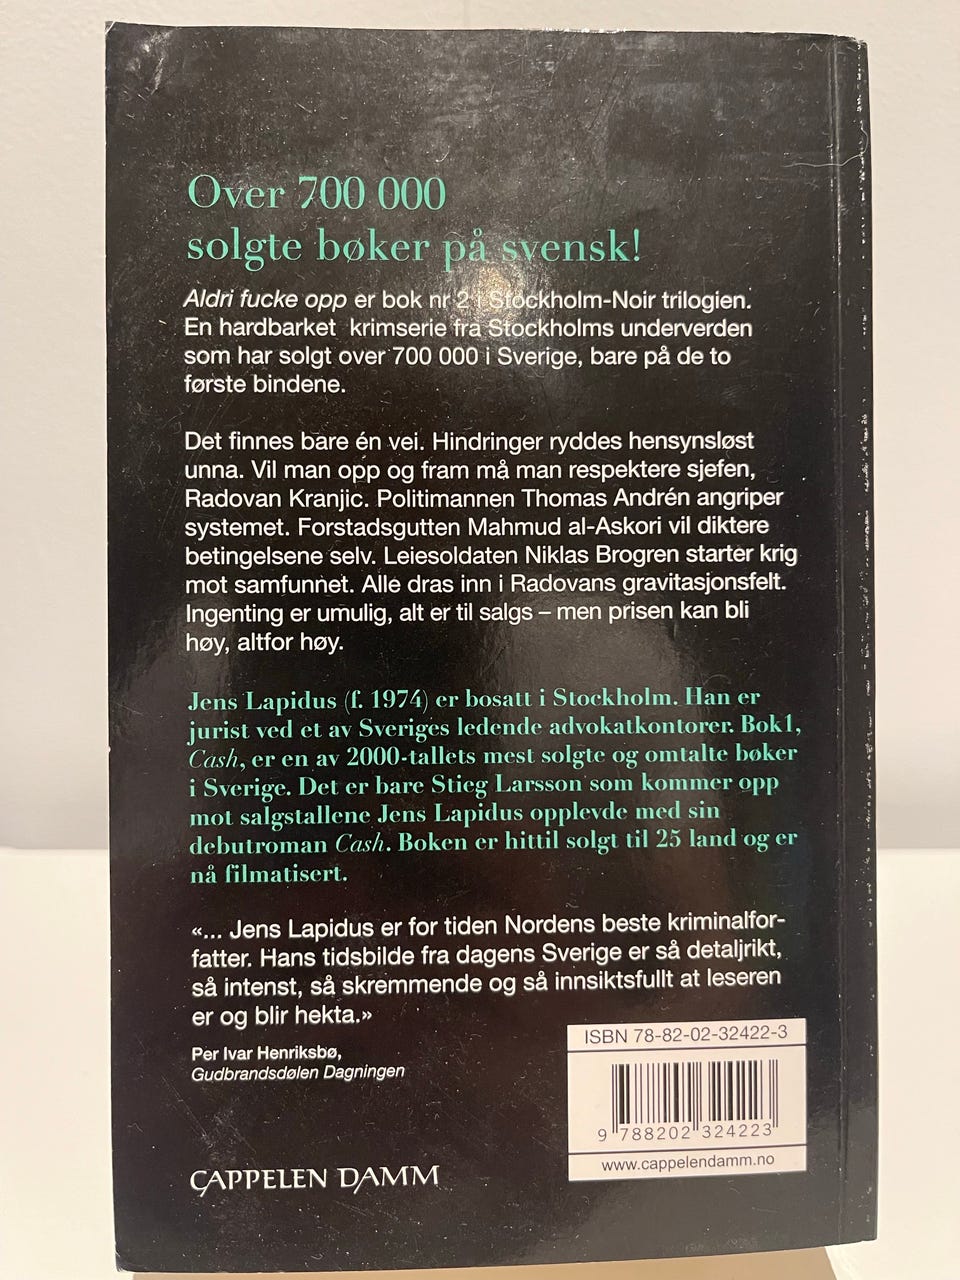 Over 700 000
solgte bøker på svensk!
Aldri fucke opp er bok nr 2 i Stockholm-Noir trilogien.
En hardbarket krimserie fra Stockholms underverden
som har solgt over 700 000 i Sverige, bare på de to
første bindene.
Det finnes bare én vei. Hindringer ryddes hensynsløst
unna. Vil man opp og fram må man respektere sjefen,
Radovan Kranjic. Politimannen Thomas Andrén angriper
systemet. Forstadsgutten Mahmud al-Askori vil diktere
betingelsene selv. Leiesoldaten Niklas Brogren starter krig
mot samfunnet. Alle dras inn i Radovans gravitasjonsfelt.
Ingenting er umulig, alt er til salgs – men prisen kan bli
høy, altfor høy.
Jens Lapidus (f. 1974) er bosatt i Stockholm. Han er
jurist ved et av Sveriges ledende advokatkontorer. Bok1,
Cash, er en av 2000-tallets mest solgte og omtalte bøker
i Sverige. Det er bare Stieg Larsson som kommer opp
mot salgstallene Jens Lapidus opplevde med sin
debutroman Cash. Boken er hittil solgt til 25 land og er
nå filmatisert.
«... Jens Lapidus er for tiden Nordens beste kriminalfor-
fatter. Hans tidsbilde fra dagens Sverige er så detaljrikt,
så intenst, så skremmende og så innsiktsfullt at leseren
er og blir hekta.»
Per Ivar Henriksbø,
Gudbrandsdølen Dagningen
ISBN 78-82-02-32422-3
9 788202 324223
www.cappelendamm.no
CAPPELEN DAMM